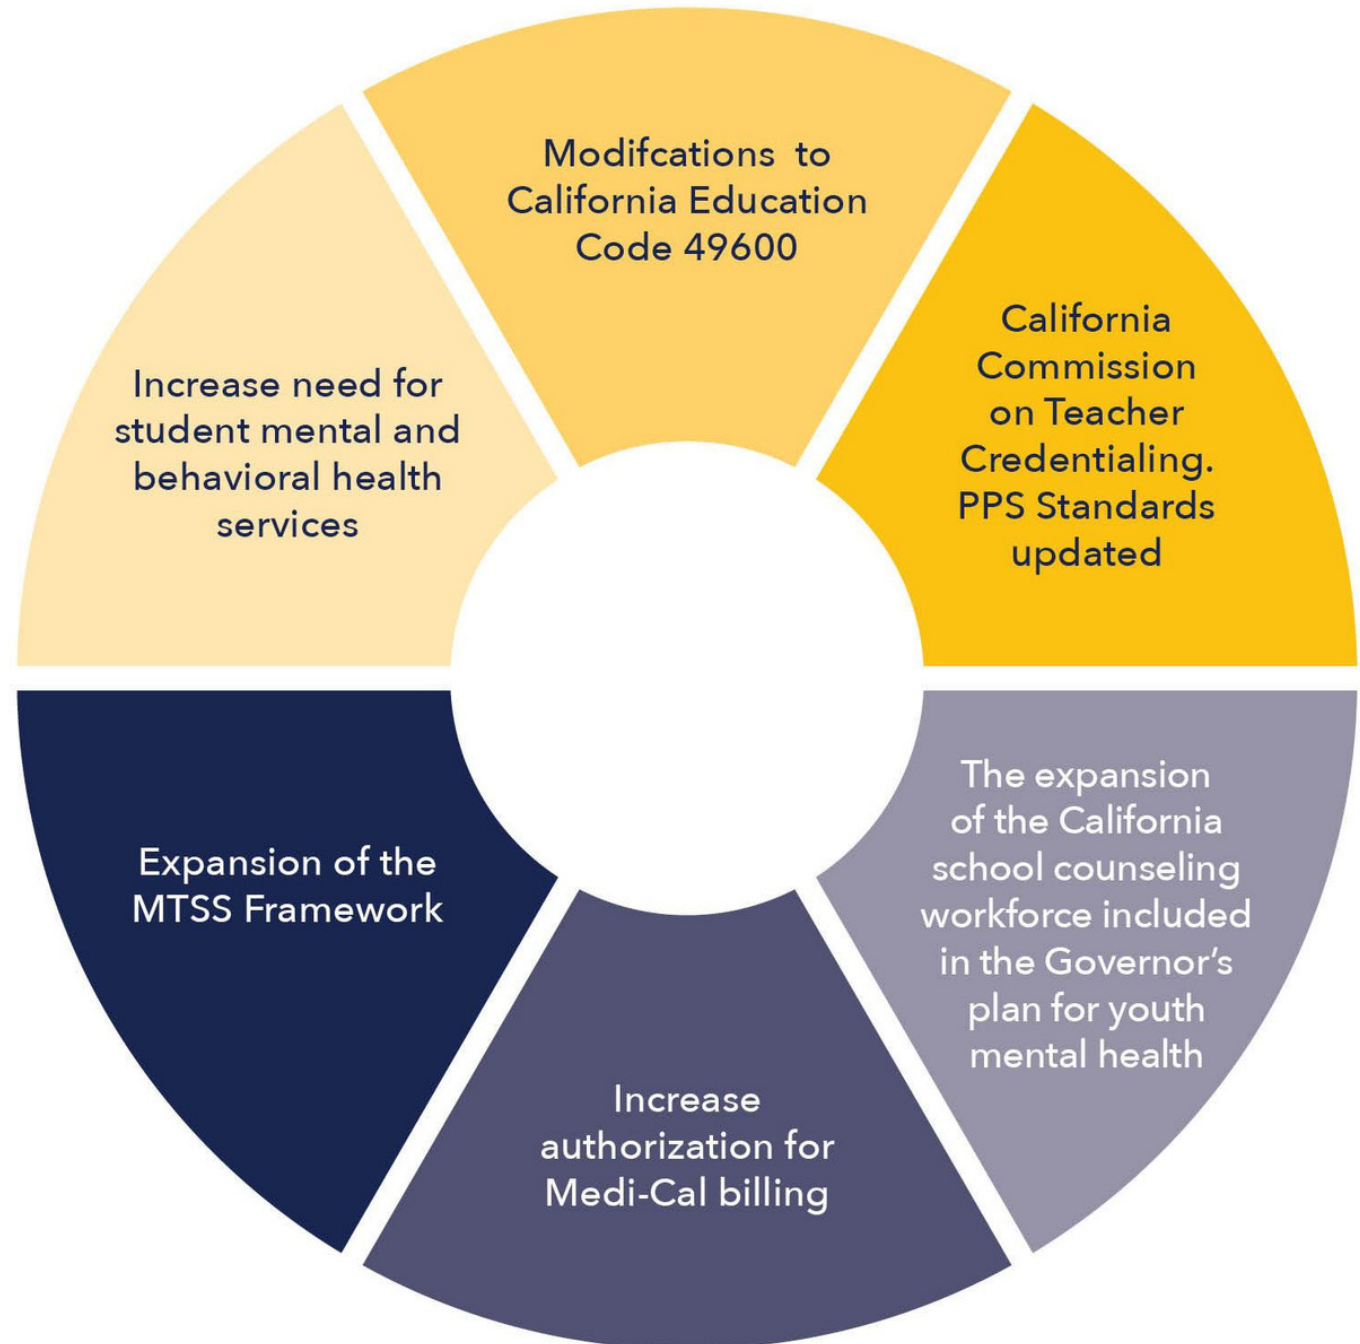 Modifcations to
California Education
Code 49600
California
Commission
on Teacher
Credentialing.
PPS Standards
updated
The expansion
of the California
school counseling
workforce included
in the Governor’s
plan for youth
mental health
Increase
authorization for
Medi-Cal billing
Expansion of the
MTSS Framework
Increase need for
student mental and
behavioral health
services